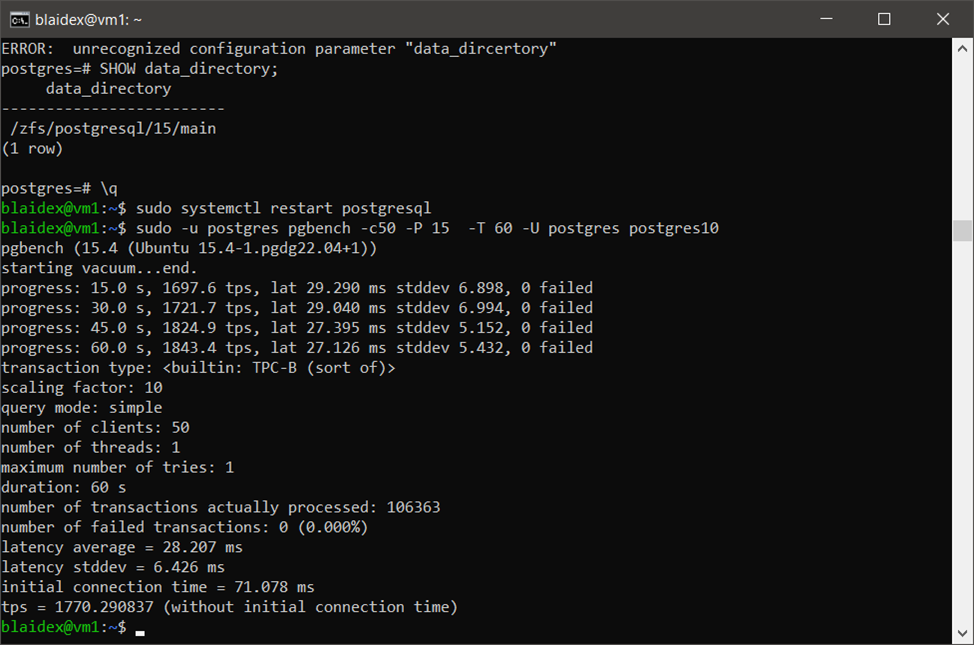 blaidex@vm1: ~
ERROR:  unrecognized configuration parameter "data_dircertory"
postgres=# SHOW data_directory;
     data_directory
-------------------------
 /zfs/postgresql/15/main
(1 row)

postgres=# \q
blaidex@vm1:~$ sudo systemctl restart postgresql
blaidex@vm1:~$ sudo -u postgres pgbench -c50 -P 15  -T 60 -U postgres postgres10
pgbench (15.4 (Ubuntu 15.4-1.pgdg22.04+1))
starting vacuum...end.
progress: 15.0 s, 1697.6 tps, lat 29.290 ms stddev 6.898, 0 failed
progress: 30.0 s, 1721.7 tps, lat 29.040 ms stddev 6.994, 0 failed
progress: 45.0 s, 1824.9 tps, lat 27.395 ms stddev 5.152, 0 failed
progress: 60.0 s, 1843.4 tps, lat 27.126 ms stddev 5.432, 0 failed
transaction type: <builtin: TPC-B (sort of)>
scaling factor: 10
query mode: simple
number of clients: 50
number of threads: 1
maximum number of tries: 1
duration: 60 s
number of transactions actually processed: 106363
number of failed transactions: 0 (0.000%)
latency average = 28.207 ms
latency stddev = 6.426 ms
initial connection time = 71.078 ms
tps = 1770.290837 (without initial connection time)
blaidex@vm1:~$